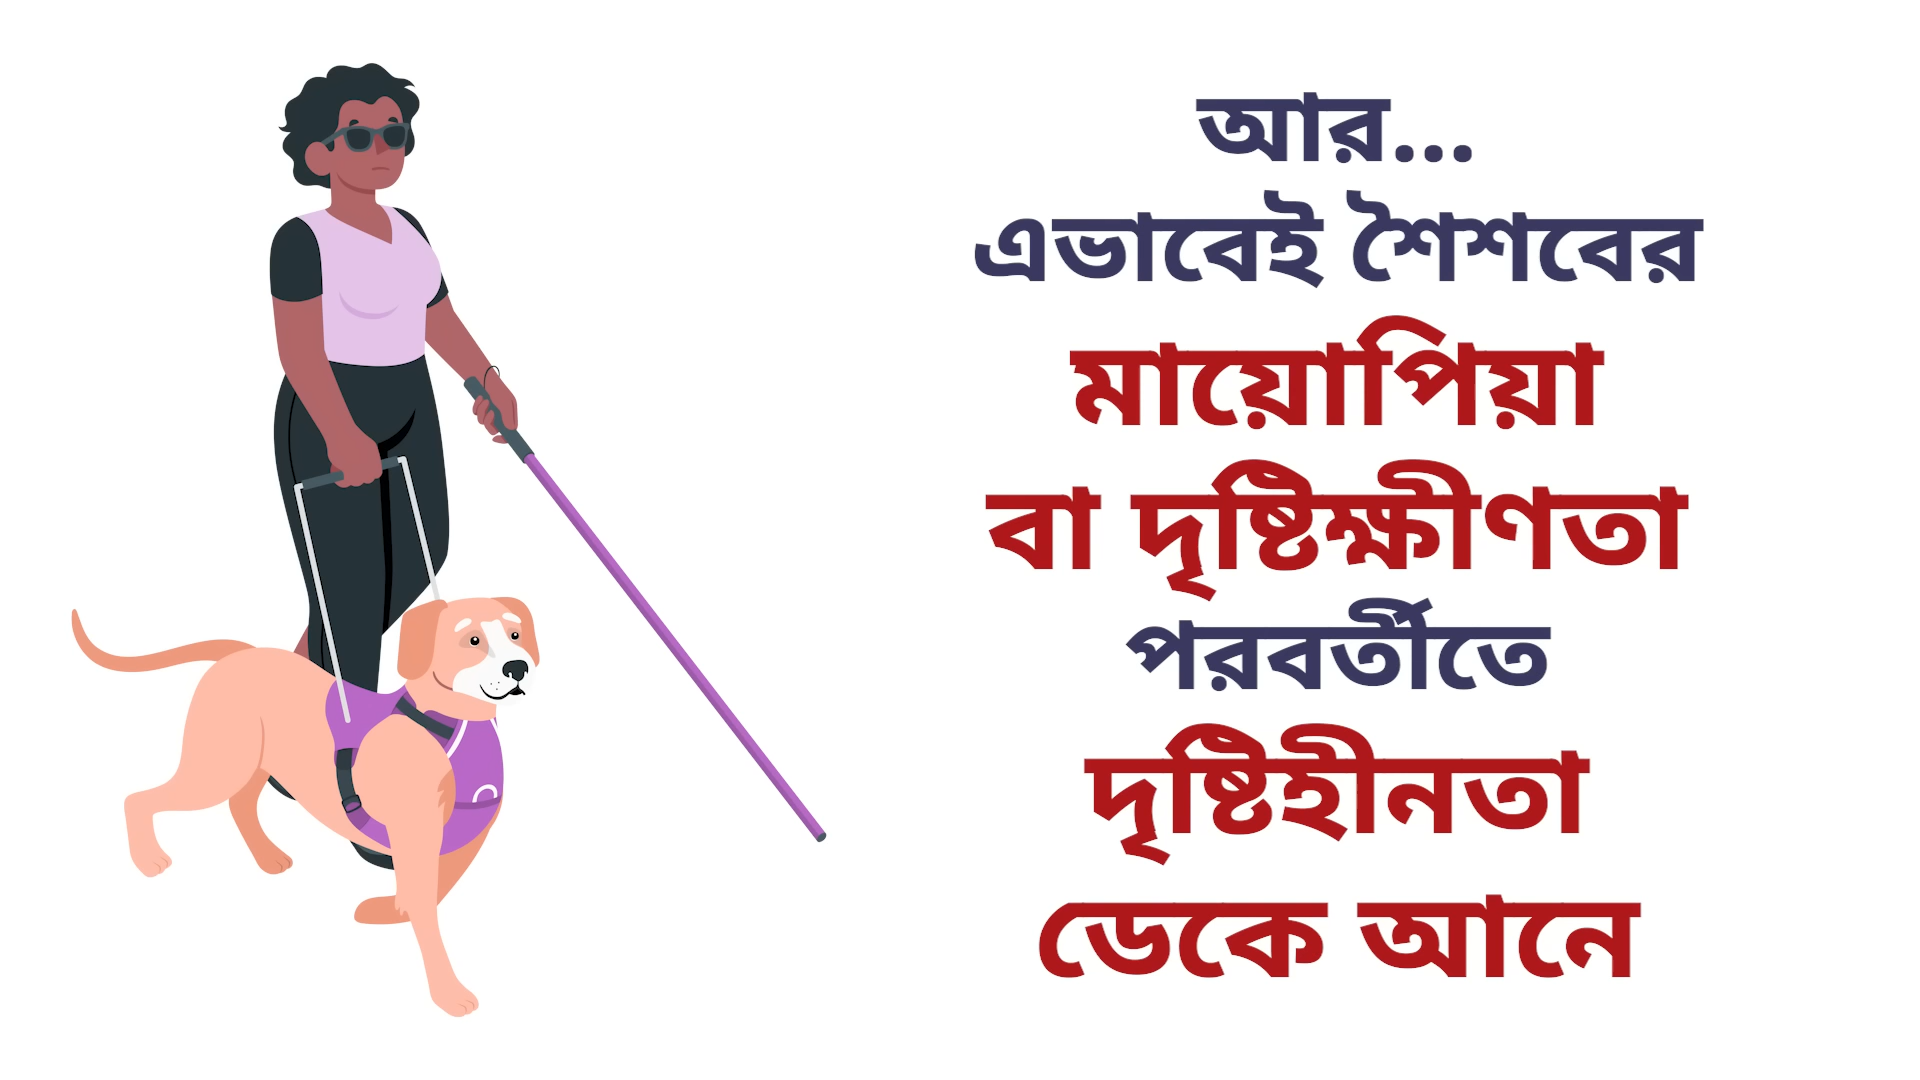 আর...
এভাবেই শৈশবের
মায়োপিয়া
বা দৃষ্টিক্ষীণতা
পরবর্তীতে
দৃষ্টিহীনতা
ডেকে আনে